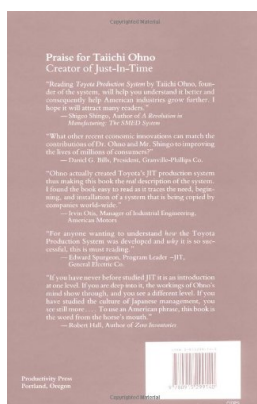 Copyrighted Material
Praise for Taiichi Ohno
Creator of Just-In-Time
"Reading Toyota Production System by Taiichi Ohno, foun-
der of the system, will help you understand it better and
consequently help American industries grow further. I
hope it will attract many readers."
— Shigeo Shingo, Author of A Revolution in
Manufacturing: The SMED System
"What other recent economic innovations can match the
contributions of Dr. Ohno and Mr. Shingo to improving
the lives of millions of consumers?"
— Daniel G. Bills, President, Granville-Phillips Co.
"Ohno actually created Toyota's JIT production system
thus making this book the real description of the system.
I found the book easy to read as it traces the need, begin-
ning, and installation of a system that is being copied by
companies world-wide."
— Irvin Otis, Manager of Industrial Engineering,
American Motors
"For anyone wanting to understand how the Toyota
Production System was developed and why it is so suc-
cessful, this is must reading."
— Edward Spurgeon, Program Leader –JIT,
General Electric Co.
"If you have never before studied JIT it is an introduction
at one level. If you are deep into it, the workings of Ohno's
mind show through, and you see a different level. If you
have studied the culture of Japanese management, you
see still more. . . . To use an American phrase, this book is
the word from the horse's mouth."
— Robert Hall, Author of Zero Inventories
Productivity Press
Portland, Oregon
Copyrighted Material